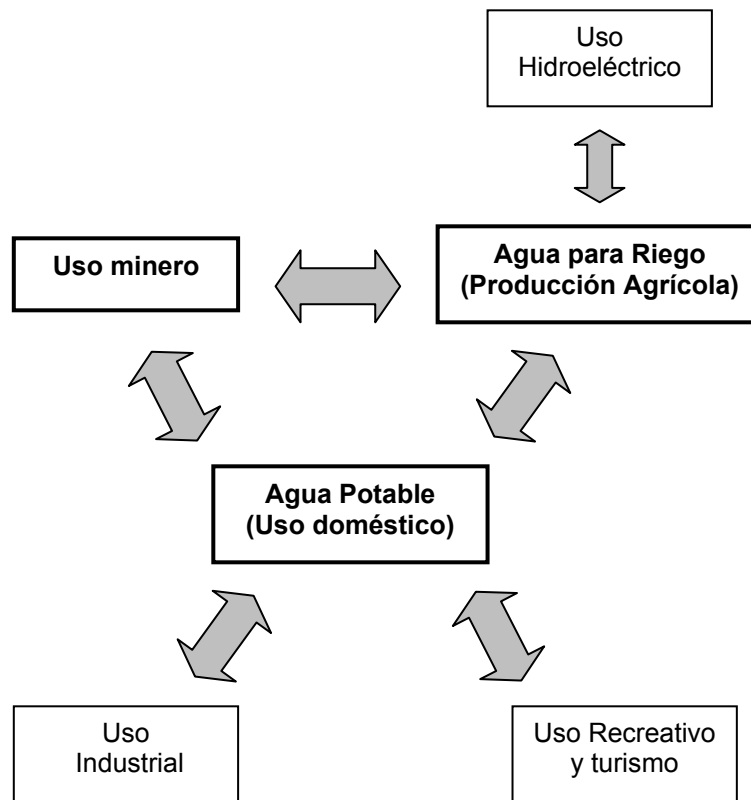 Uso
Hidroeléctrico
Uso minero
Agua para Riego
(Producción Agrícola)
Agua Potable
(Uso doméstico)
Uso
Industrial
Uso Recreativo
y turismo